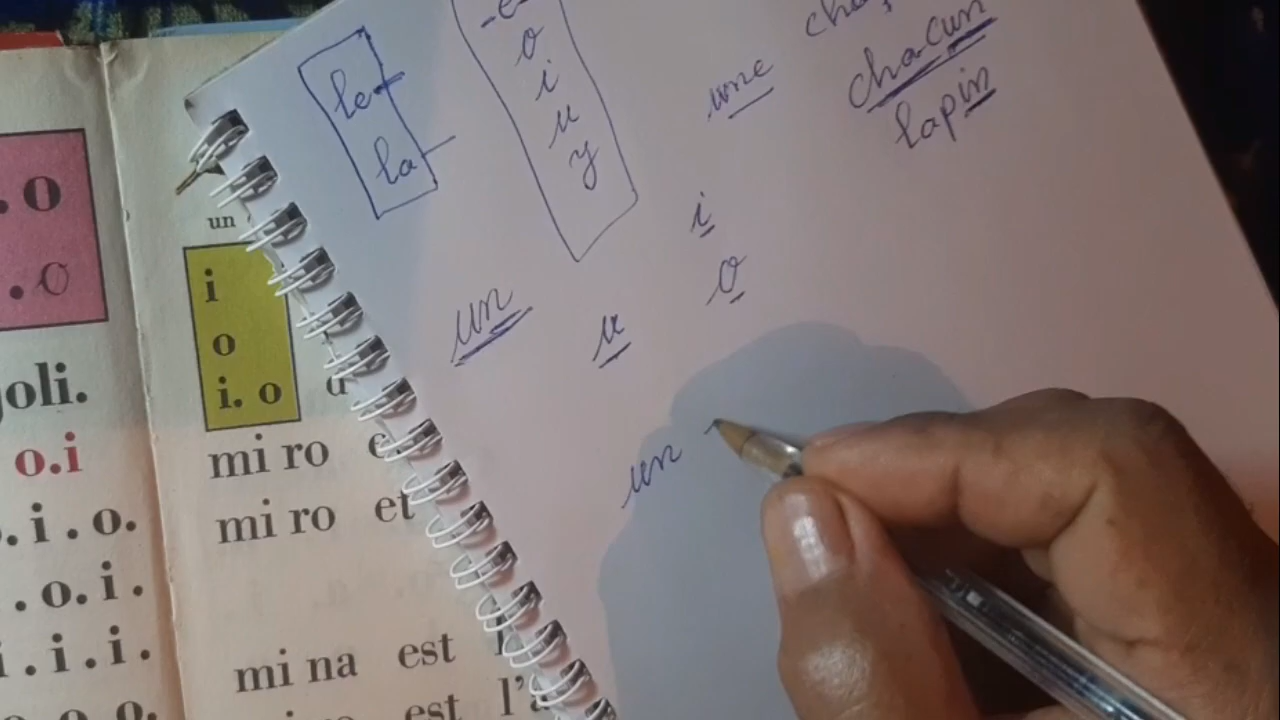 . o
. o
joli.
o.i
. i . o.
. o. i .
i . i . i .
o. o.
un
i
o
i. o
mi ro
mi ro et
mi na est
est l'a
le
la
e
o
i
u
y
une
chacun
lapin
i
o
un
u
un